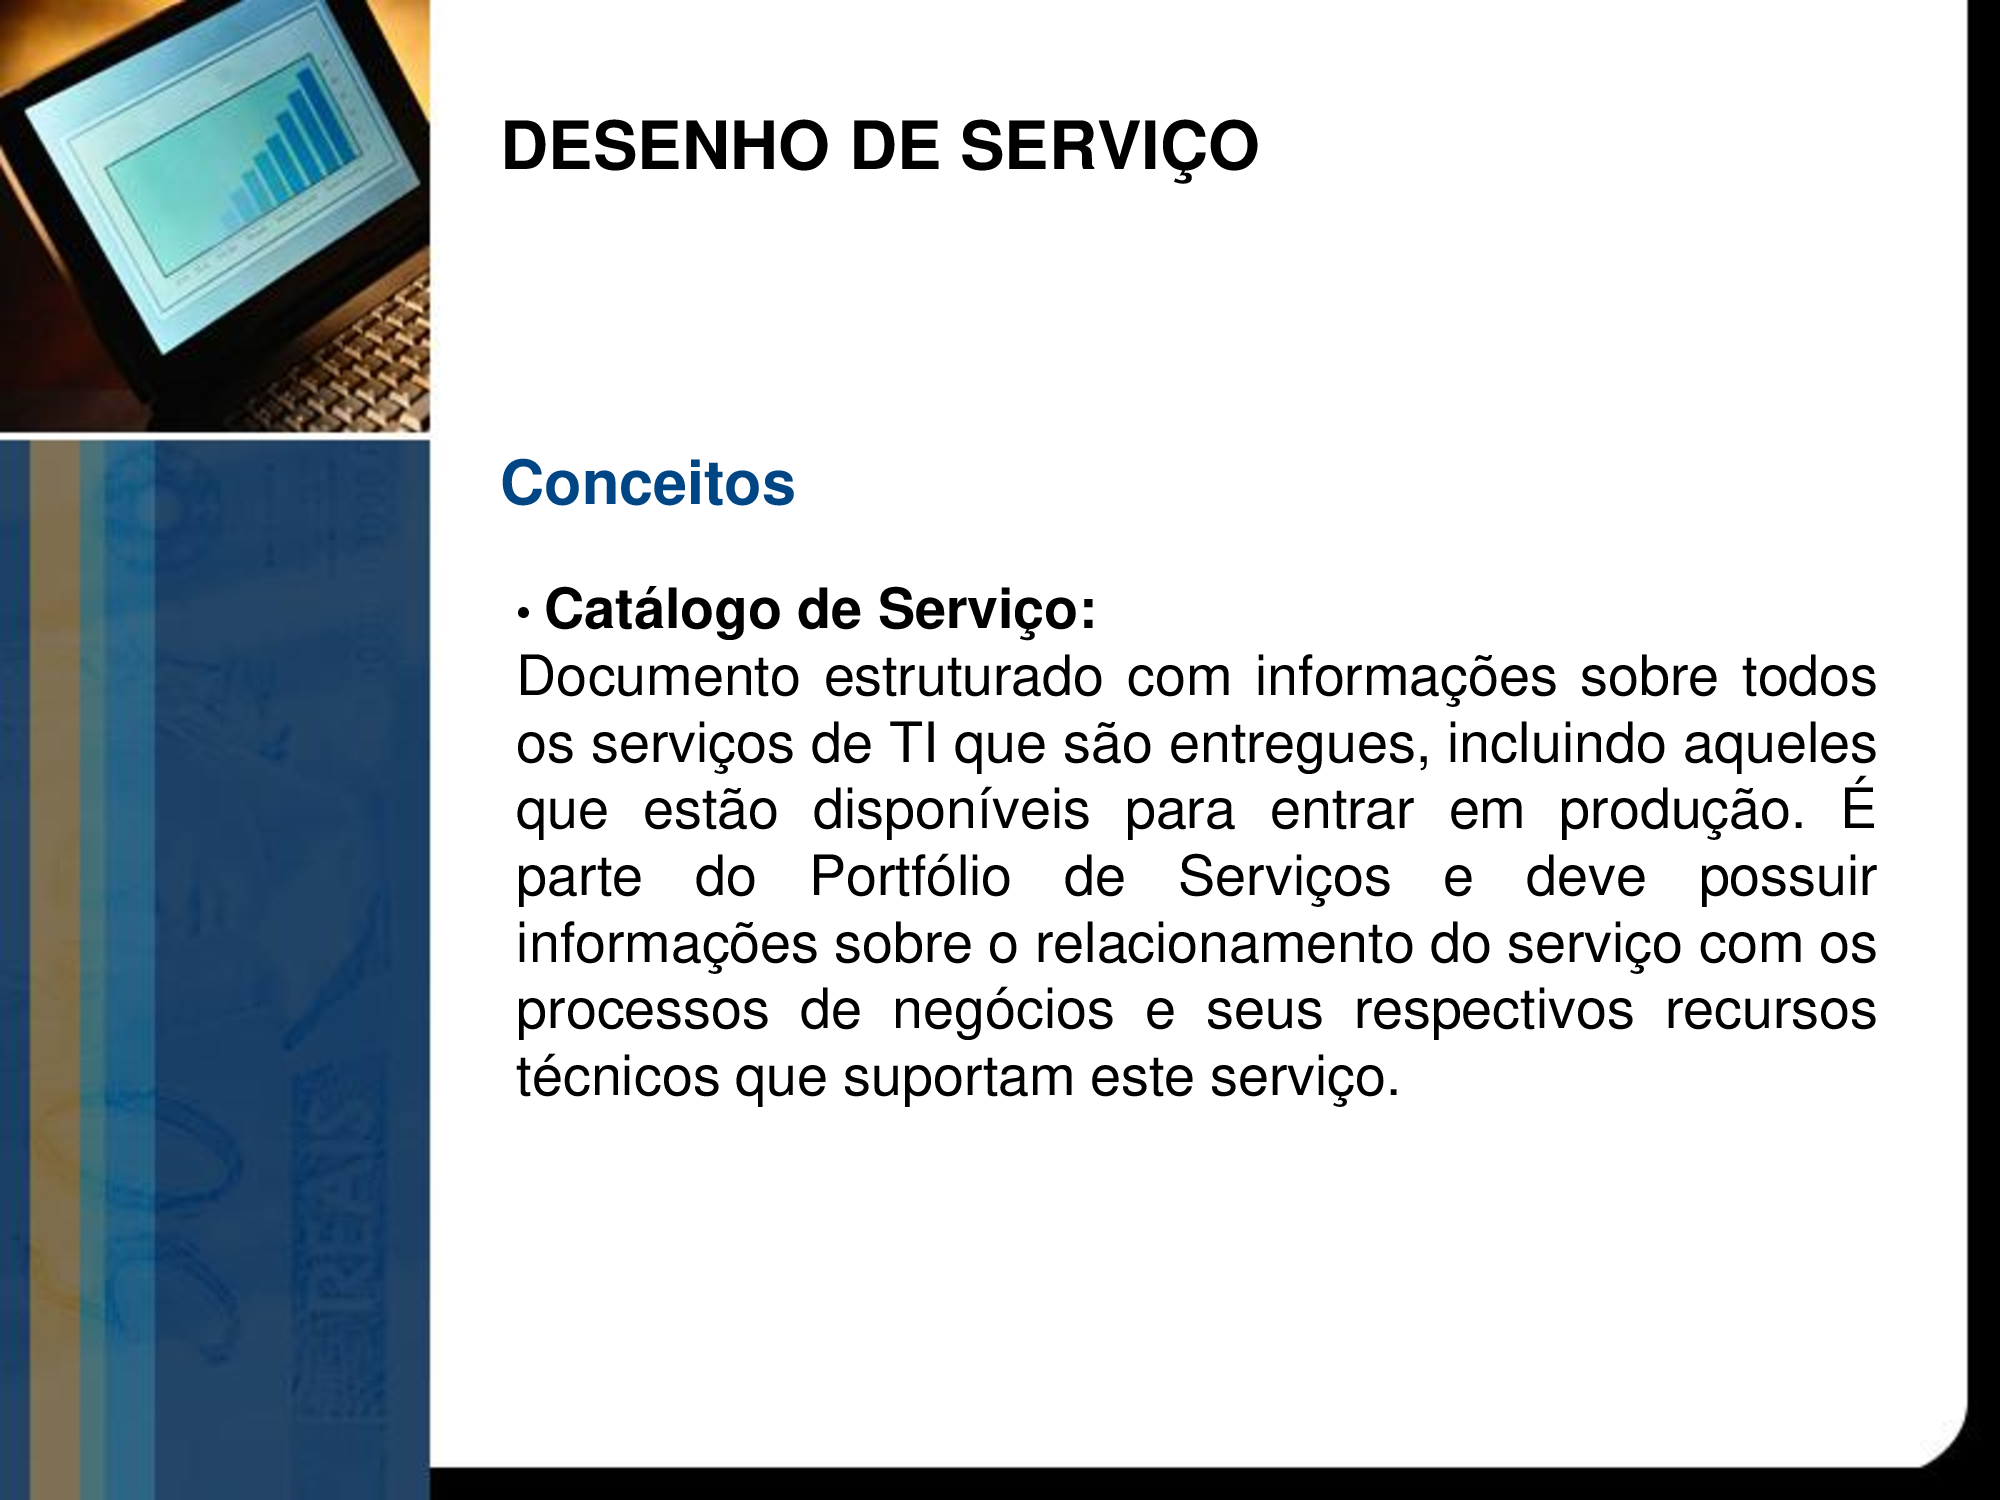 DESENHO DE SERVIÇO
Conceitos
• Catálogo de Serviço:
Documento estruturado com informações sobre todos
os serviços de TI que são entregues, incluindo aqueles
que estão disponíveis para entrar em produção. É
parte do Portfólio de Serviços e deve possuir
informações sobre o relacionamento do serviço com os
processos de negócios e seus respectivos recursos
técnicos que suportam este serviço.
REAIS